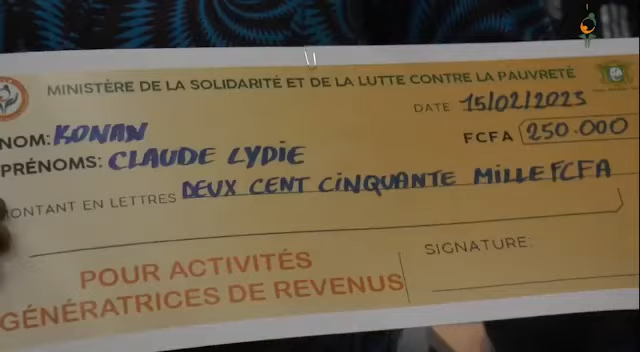 MINISTÈRE DE LA SOLIDARITÉ ET DE LA LUTTE CONTRE LA PAUVRETÉ
DATE 15/02/2023
NOM: KONAN
FCFA 250.000
PRÉNOMS: CLAUDE LYDIE
MONTANT EN LETTRES DEUX CENT CINQUANTE MILLE FCFA
POUR ACTIVITÉS
GÉNÉRATRICES DE REVENUS
SIGNATURE: